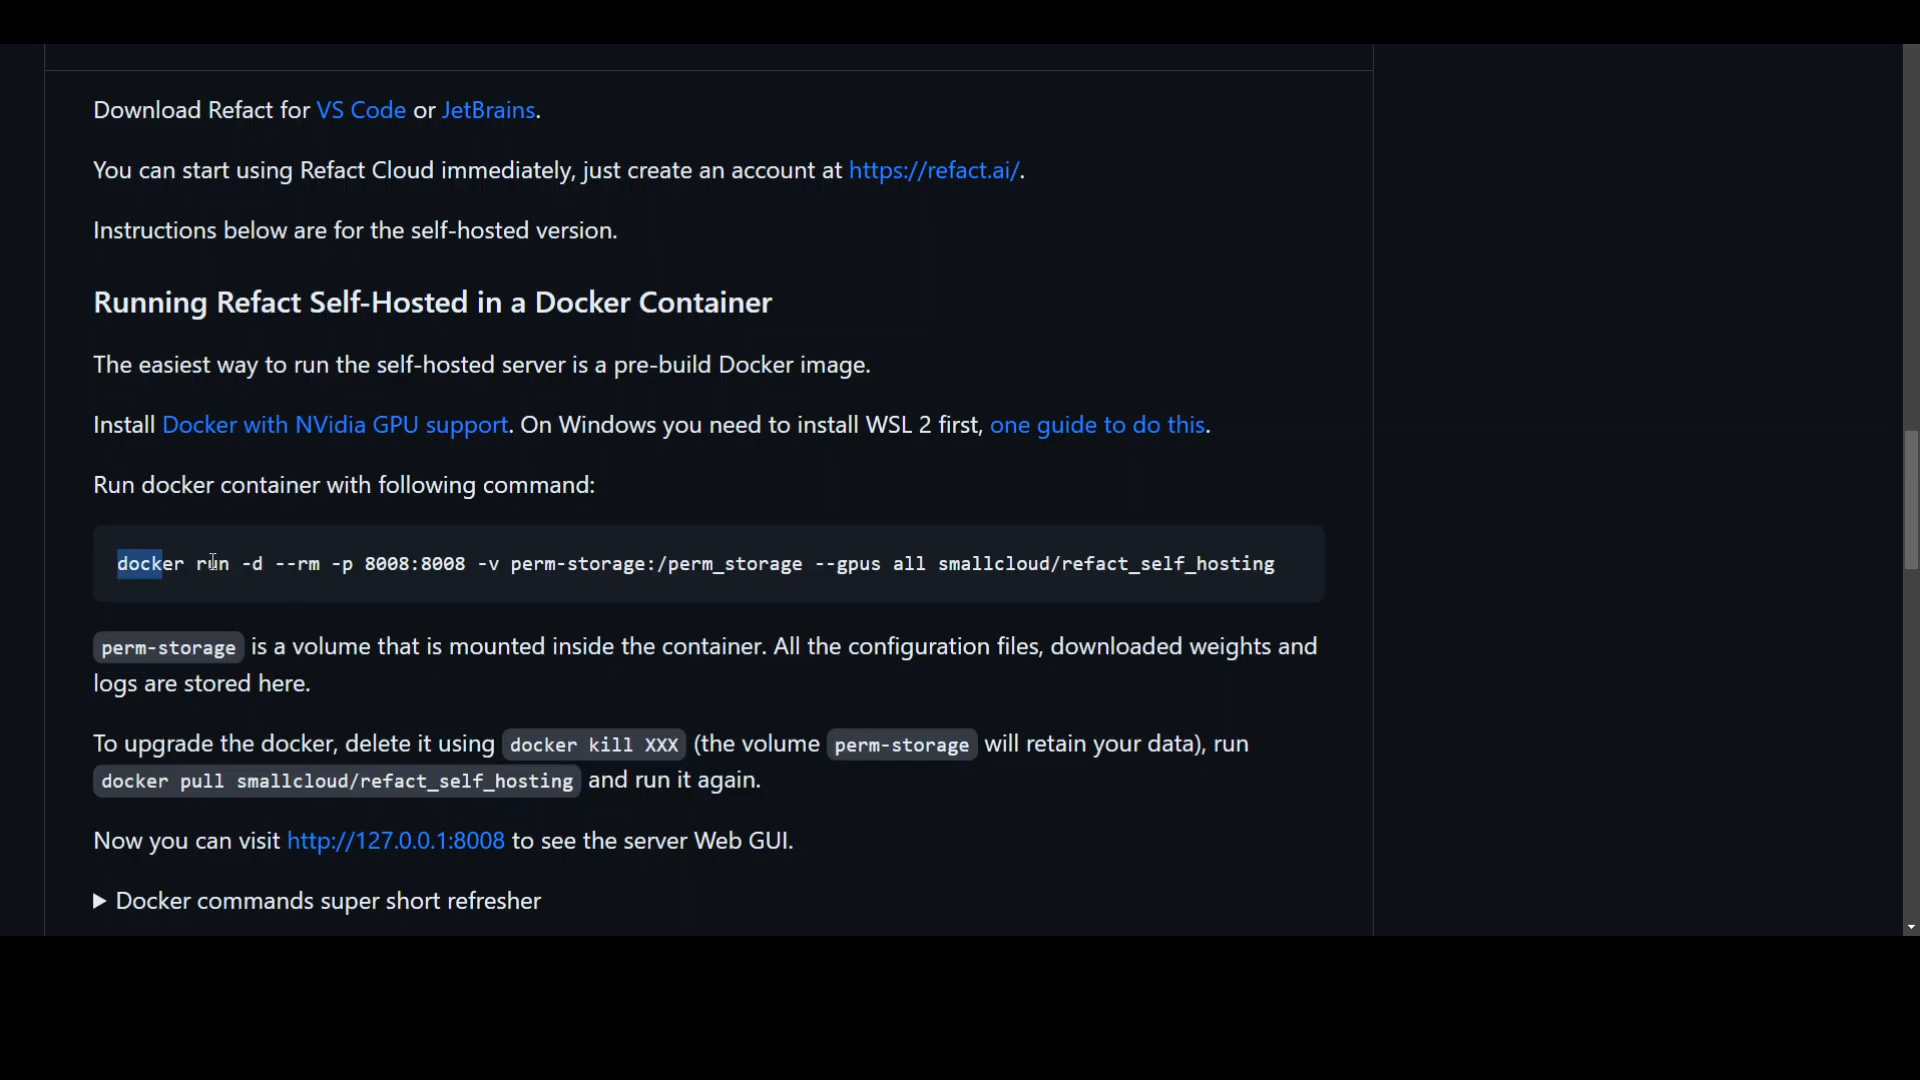 Download Refact for VS Code or JetBrains.
You can start using Refact Cloud immediately, just create an account at https://refact.ai/.
Instructions below are for the self-hosted version.
Running Refact Self-Hosted in a Docker Container
The easiest way to run the self-hosted server is a pre-build Docker image.
Install Docker with NVidia GPU support. On Windows you need to install WSL 2 first, one guide to do this.
Run docker container with following command:
docker run -d --rm -p 8008:8008 -v perm-storage:/perm_storage --gpus all smallcloud/refact_self_hosting
perm-storage is a volume that is mounted inside the container. All the configuration files, downloaded weights and
logs are stored here.
To upgrade the docker, delete it using docker kill XXX (the volume perm-storage will retain your data), run
docker pull smallcloud/refact_self_hosting and run it again.
Now you can visit http://127.0.0.1:8008 to see the server Web GUI.
Docker commands super short refresher